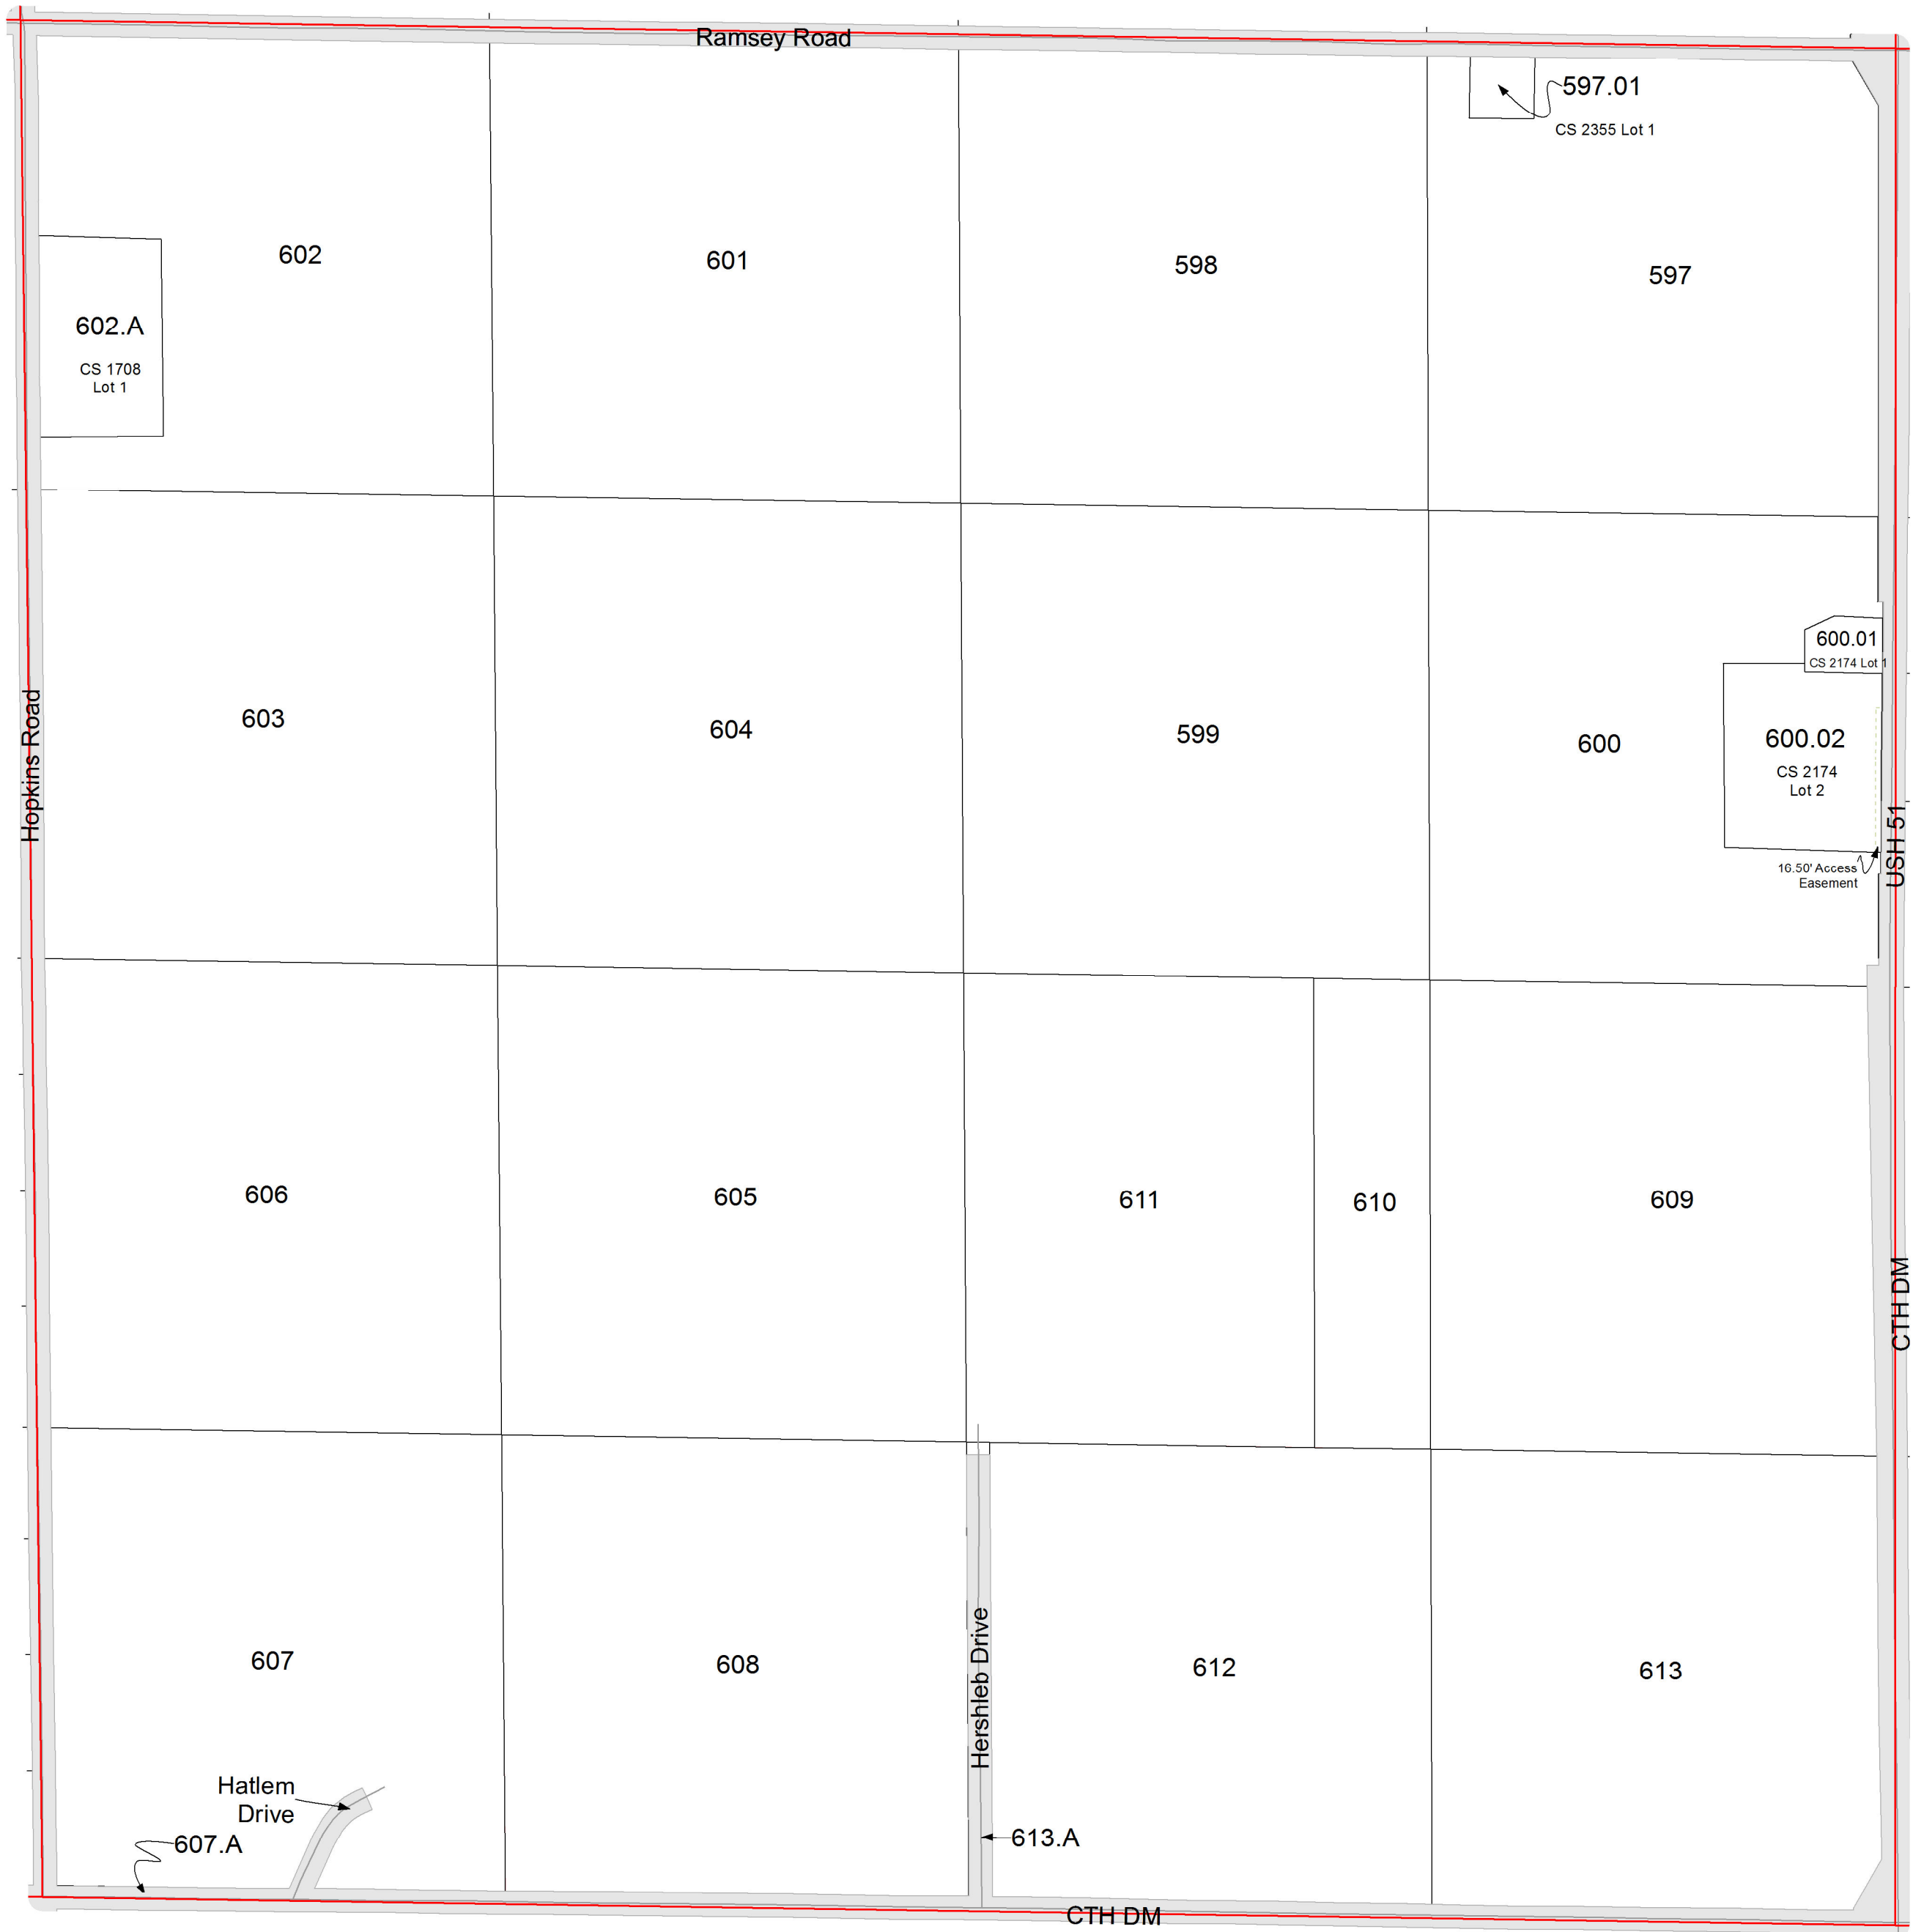 Ramsey Road
597.01
CS 2355 Lot 1
602
601
598
597
602.A
CS 1708
Lot 1
600.01
CS 2174 Lot 1
Hopkins Road
603
604
599
600
600.02
CS 2174
Lot 2
USH 51
16.50' Access
Easement
606
605
611
610
609
CTH DM
607
608
Hershleb Drive
612
613
Hatlem
Drive
607.A
613.A
CTH DM